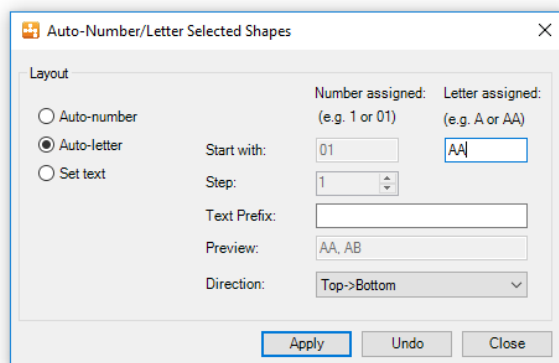 Auto-Number/Letter Selected Shapes
Layout
Number assigned: Letter assigned:
Auto-number (e.g. 1 or 01) (e.g. A or AA)
Auto-letter Start with: 01 AA
Set text Step: 1
Text Prefix:
Preview: AA, AB
Direction: Top->Bottom
Apply Undo Close